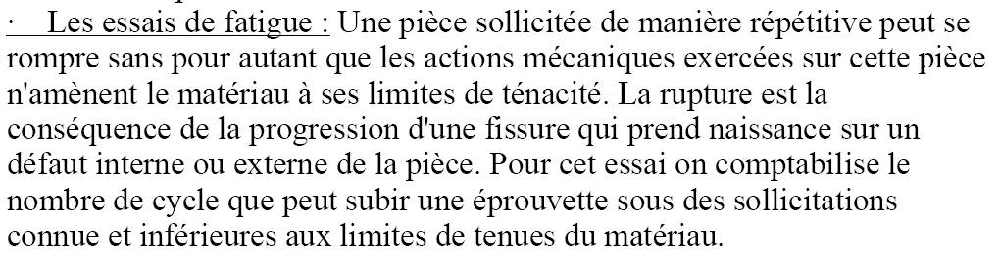 · Les essais de fatigue : Une pièce sollicitée de manière répétitive peut se
rompre sans pour autant que les actions mécaniques exercées sur cette pièce
n'amènent le matériau à ses limites de ténacité. La rupture est la
conséquence de la progression d'une fissure qui prend naissance sur un
défaut interne ou externe de la pièce. Pour cet essai on comptabilise le
nombre de cycle que peut subir une éprouvette sous des sollicitations
connue et inférieures aux limites de tenues du matériau.